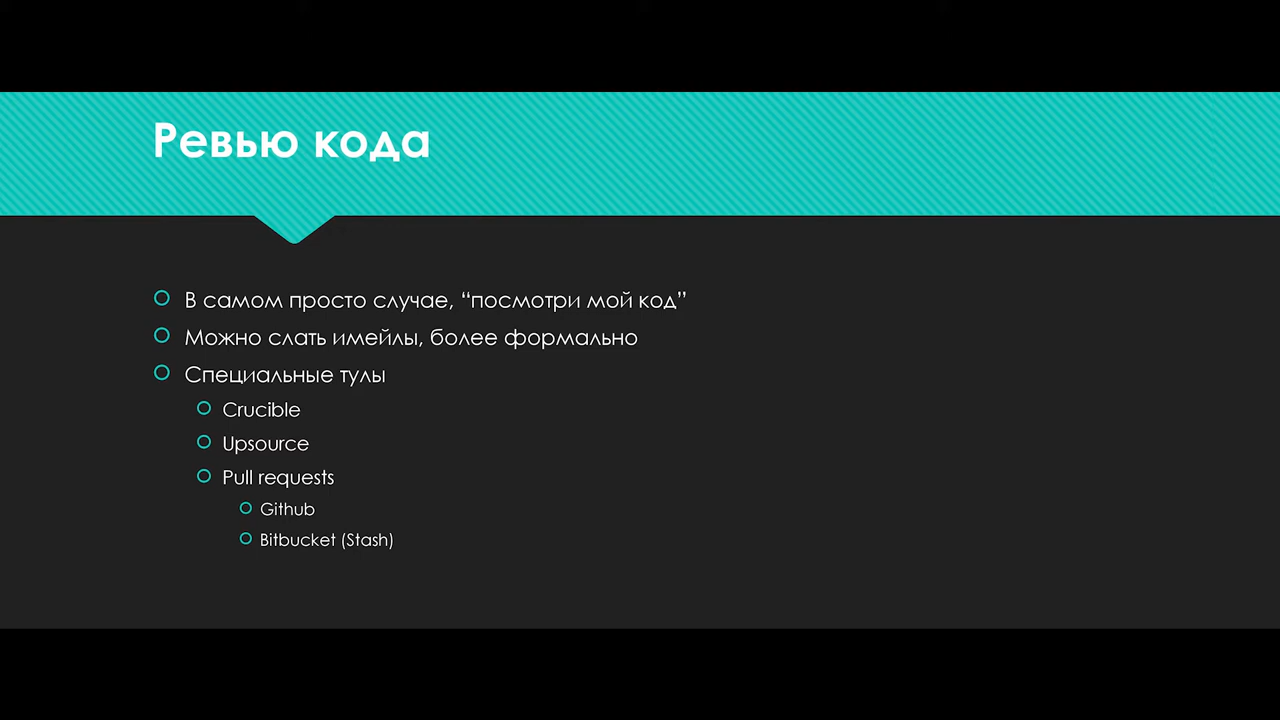 Ревью кода
В самом просто случае, “посмотри мой код”
Можно слать имейлы, более формально
Специальные тулы
Crucible
Upsource
Pull requests
Github
Bitbucket (Stash)